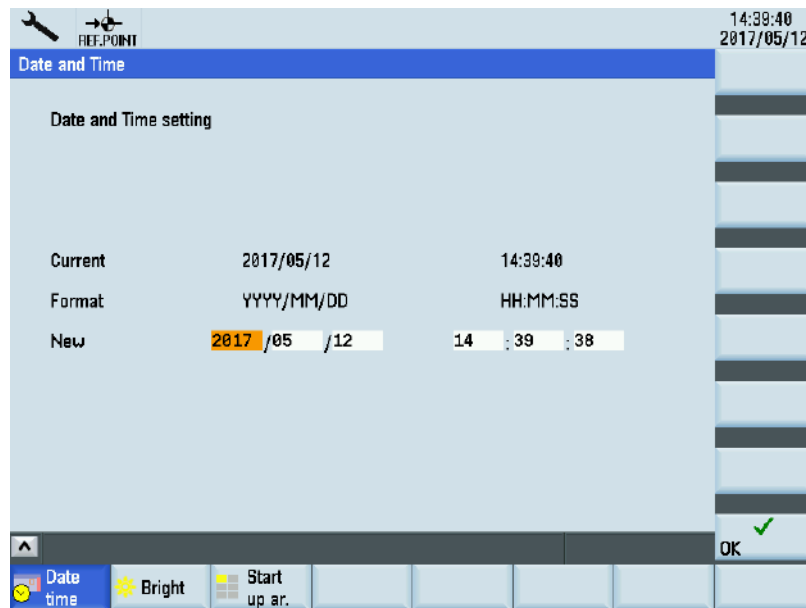 14:39:40
REF.POINT
2017/05/12
Date and Time
Date and Time setting
Current 2017/05/12 14:39:40
Format YYYY/MM/DD HH:MM:SS
New 2017 /05 /12 14 : 39 : 38
OK
Date time
Bright
Start up ar.